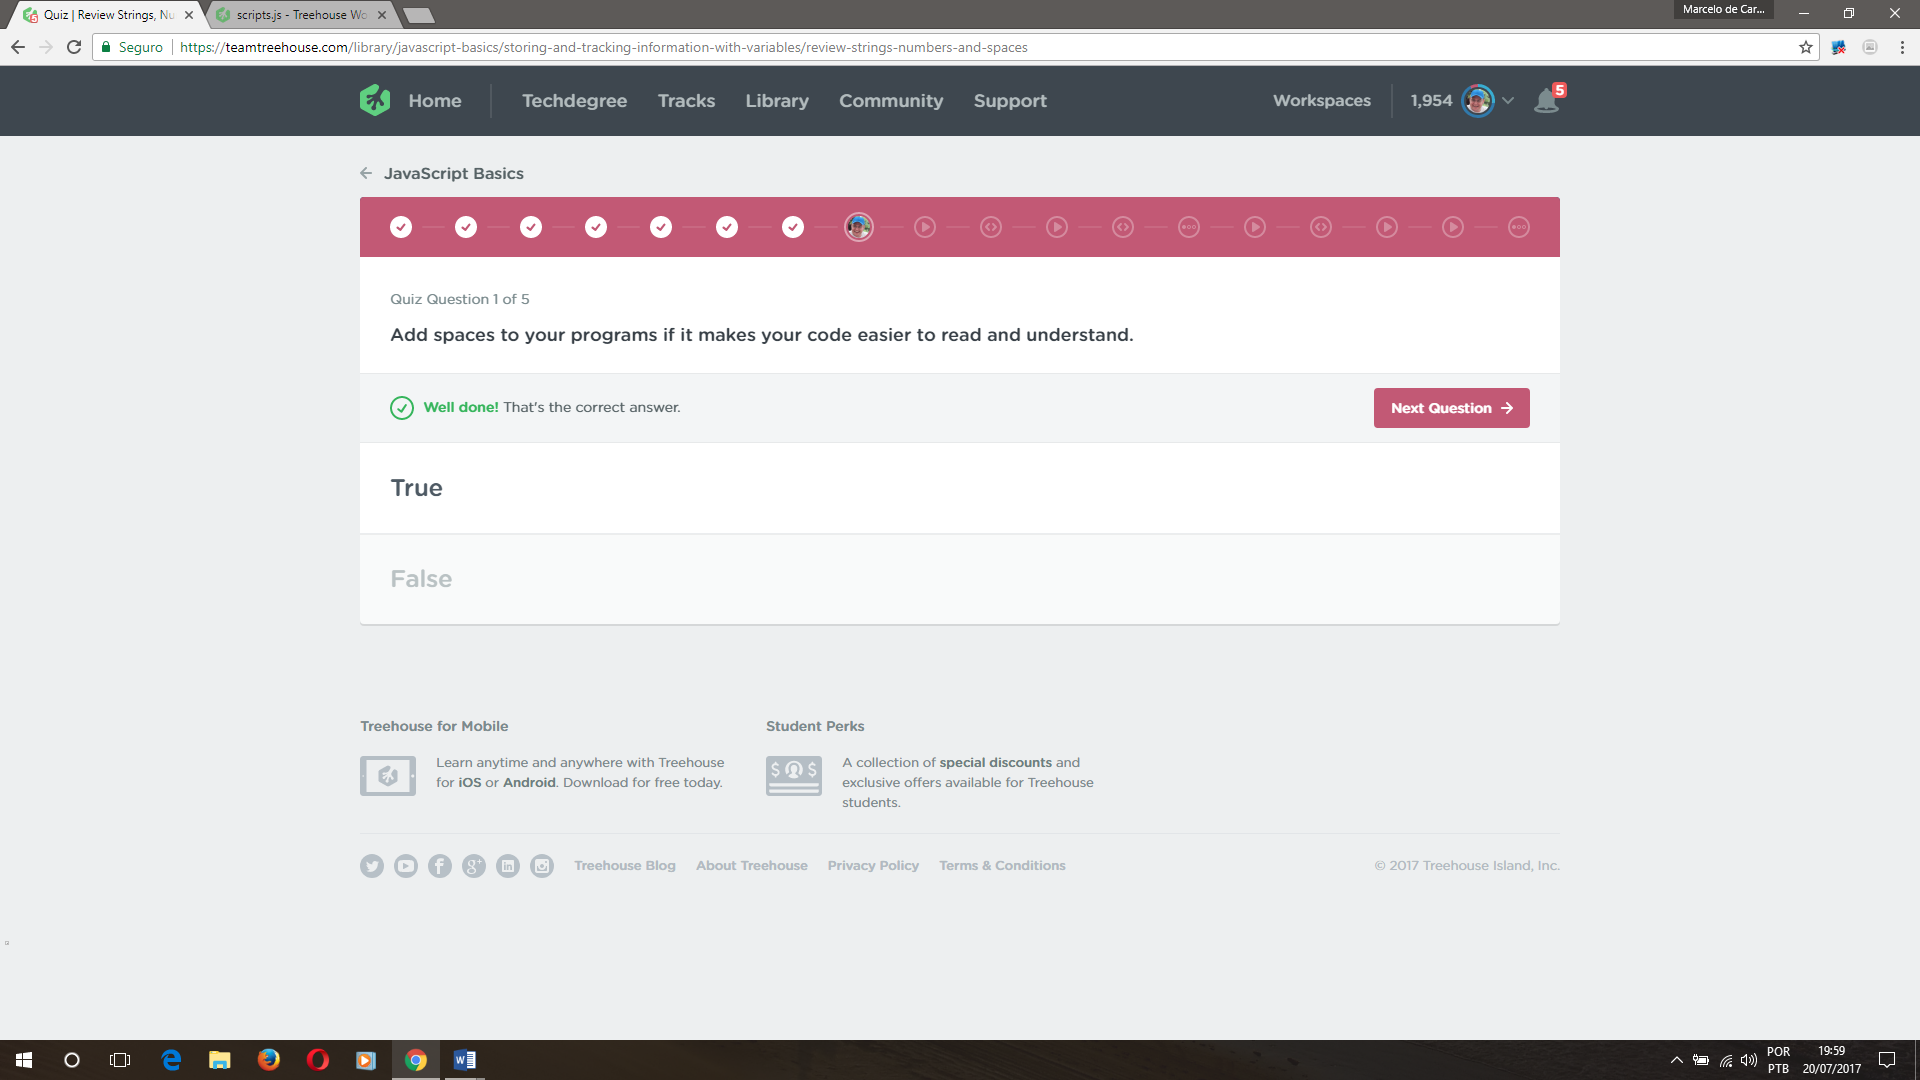 Quiz | Review Strings, Nu
scripts.js - Treehouse Wo
Marcelo de Car...
Seguro
https://teamtreehouse.com/library/javascript-basics/storing-and-tracking-information-with-variables/review-strings-numbers-and-spaces
Home
Techdegree
Tracks
Library
Community
Support
Workspaces
1,954
5
JavaScript Basics
Quiz Question 1 of 5
Add spaces to your programs if it makes your code easier to read and understand.
Well done! That's the correct answer.
Next Question
True
False
Treehouse for Mobile
Learn anytime and anywhere with Treehouse
for iOS or Android. Download for free today.
Student Perks
A collection of special discounts and
exclusive offers available for Treehouse
students.
Treehouse Blog
About Treehouse
Privacy Policy
Terms & Conditions
© 2017 Treehouse Island, Inc.
POR
PTB
19:59
20/07/2017